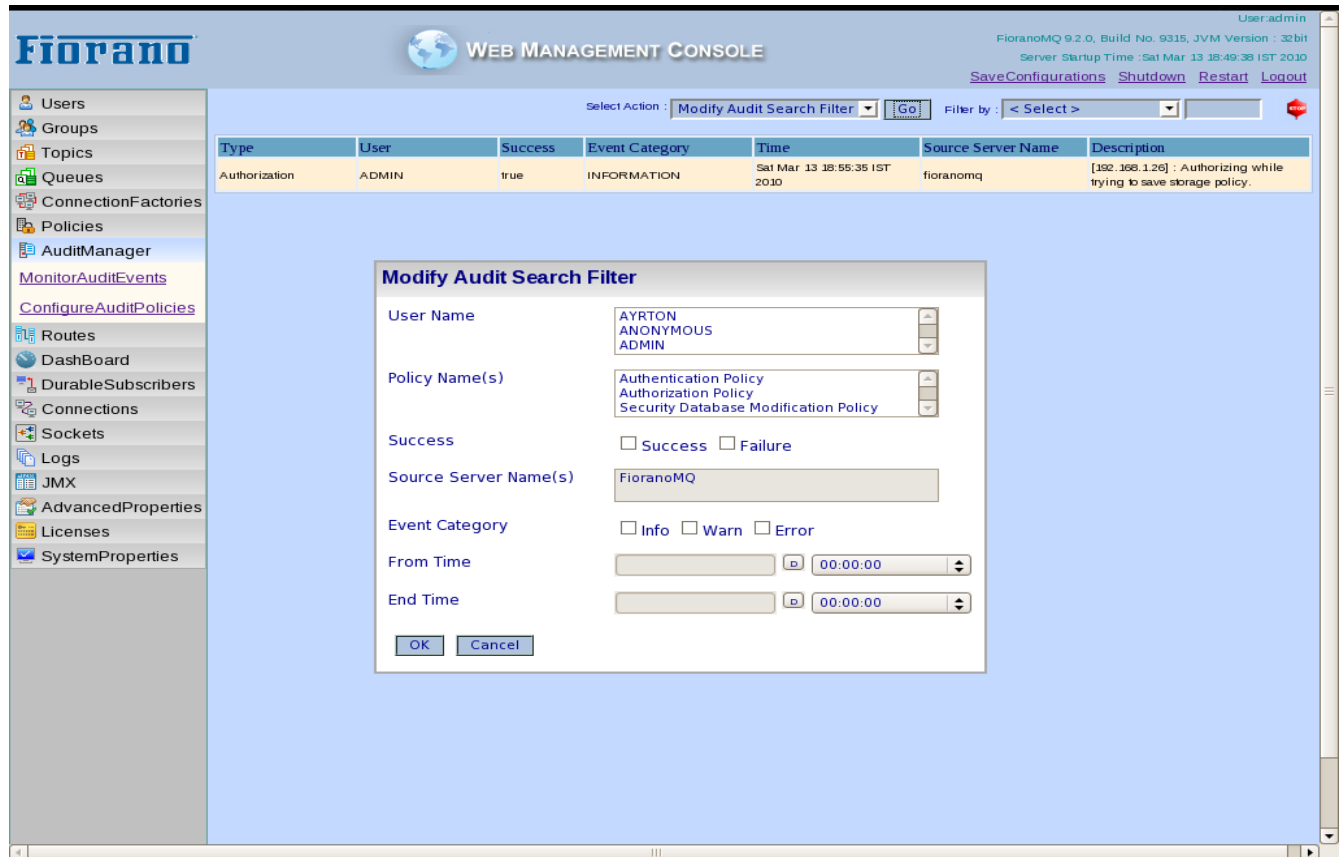 User:admin
Fiorano
WEB MANAGEMENT CONSOLE
FioranoMQ 9.2.0, Build No. 9315, JVM Version : 32bit
Server Startup Time :Sat Mar 13 18:49:38 IST 2010
SaveConfigurations Shutdown Restart Logout
Users
Groups
Topics
Queues
ConnectionFactories
Policies
AuditManager
MonitorAuditEvents
ConfigureAuditPolicies
Routes
DashBoard
DurableSubscribers
Connections
Sockets
Logs
JMX
AdvancedProperties
Licenses
SystemProperties
Select Action : Modify Audit Search Filter Go Filter by : < Select > STOP
Type User Success Event Category Time Source Server Name Description
Authorization ADMIN true INFORMATION Sat Mar 13 18:55:35 IST 2010 fioranomq [192.168.1.26] : Authorizing while trying to save storage policy.
Modify Audit Search Filter
User Name
AYRTON
ANONYMOUS
ADMIN
Policy Name(s)
Authentication Policy
Authorization Policy
Security Database Modification Policy
Success Success Failure
Source Server Name(s) FioranoMQ
Event Category Info Warn Error
From Time D 00:00:00
End Time D 00:00:00
OK Cancel